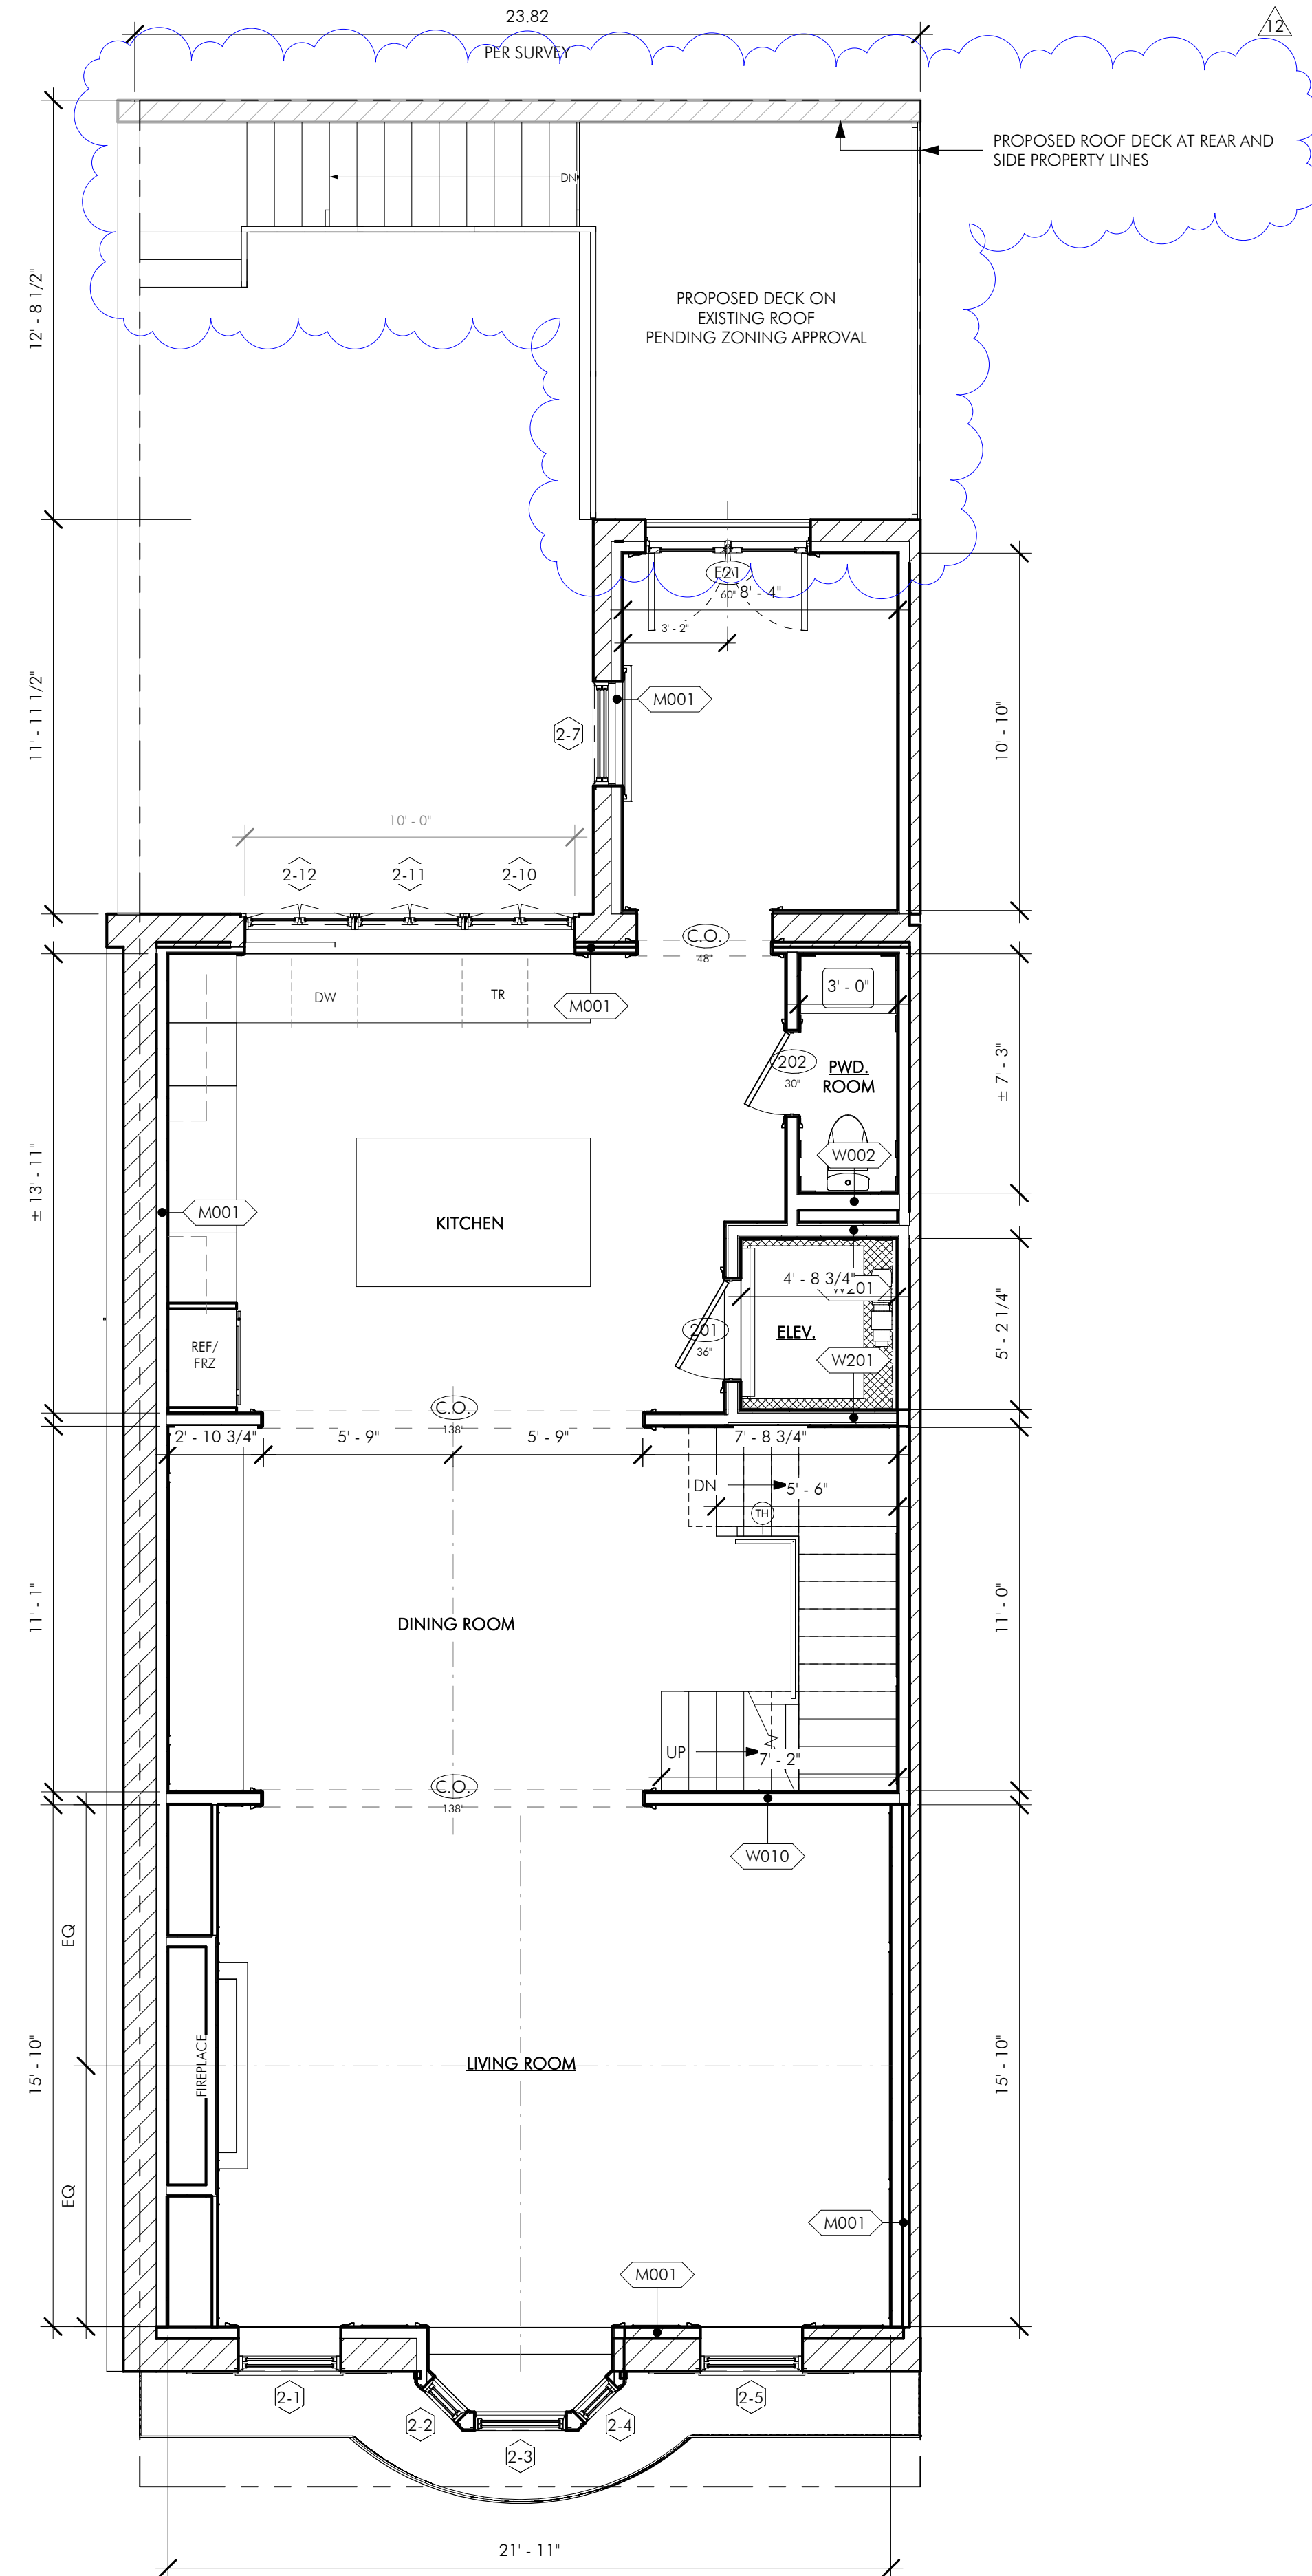 23.82
PER SURVEY
12
PROPOSED ROOF DECK AT REAR AND
SIDE PROPERTY LINES
DN
12' - 8 1/2"
PROPOSED DECK ON
EXISTING ROOF
PENDING ZONING APPROVAL
E21
60"
8' - 4"
3' - 2"
M001
2-7
11' - 11 1/2"
10' - 10"
10' - 0"
2-12
2-11
2-10
C.O.
48"
DW
TR
M001
3' - 0"
202
30"
PWD.
ROOM
± 7' - 3"
W002
± 13' - 11"
M001
KITCHEN
4' - 8 3/4"
W201
201
36"
ELEV.
W201
5' - 2 1/4"
REF/
FRZ
C.O.
138"
2' - 10 3/4"
5' - 9"
5' - 9"
7' - 8 3/4"
DN
5' - 6"
TH
11' - 1"
DINING ROOM
11' - 0"
UP
7' - 2"
C.O.
138"
W010
EQ
15' - 10"
FIREPLACE
LIVING ROOM
15' - 10"
EQ
M001
M001
2-1
2-2
2-3
2-4
2-5
21' - 11"